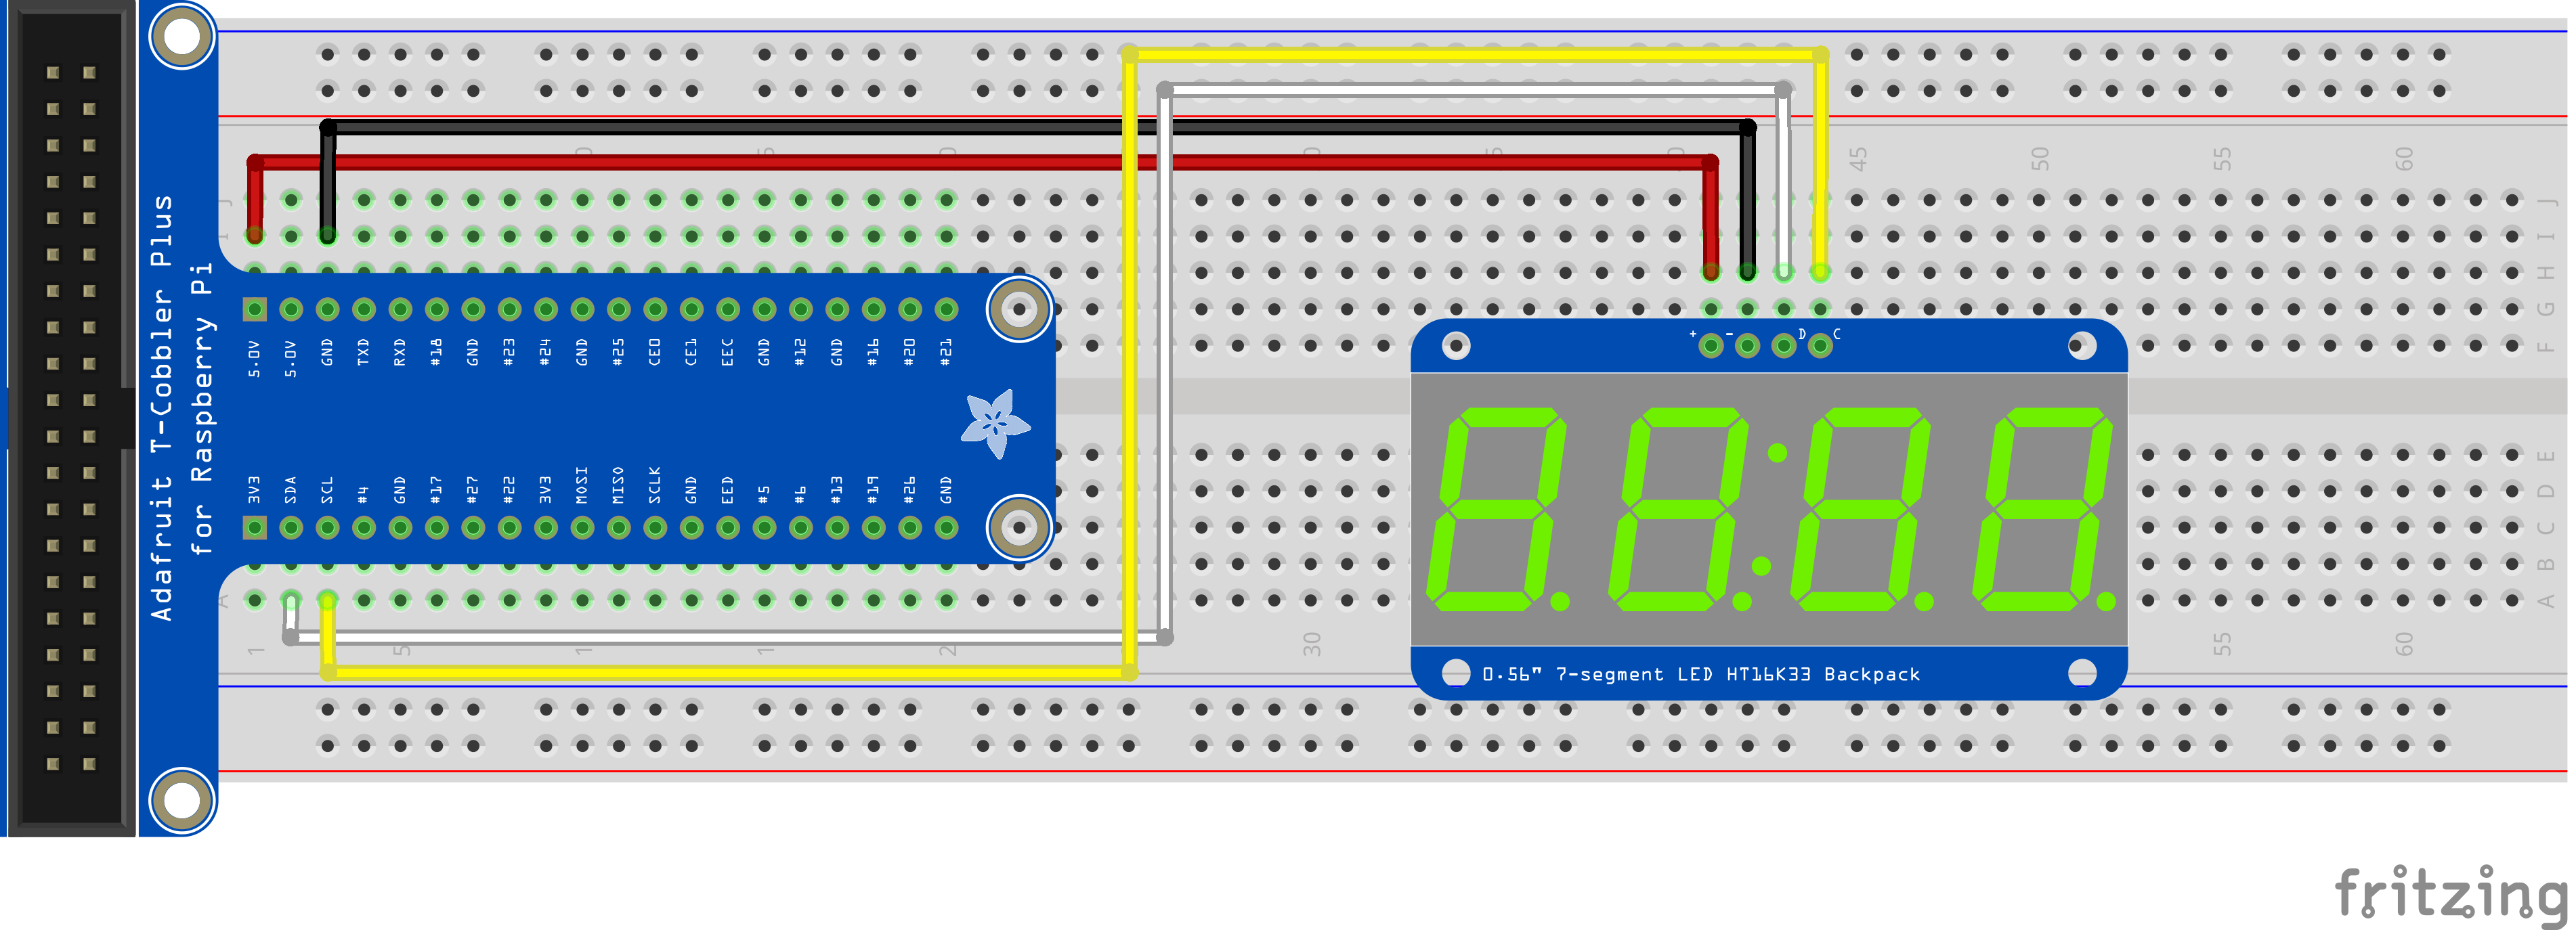 Adafruit T-Cobbler Plus
for Raspberry Pi
45 50 55 60
J J
I I
H
G
F
5.0V 5.0V GND TXD RXD #18 GND #23 #24 GND #25 CE0 CE1 EEC GND #12 GND #16 #20 #21
+ - D C
3V3 SDA SCL #4 GND #17 #27 #22 3V3 MOSI MISO SCLK GND EED #5 #6 #13 #19 #26 GND
E
D
C
B
A A
1 5 1 1 2 30 55 60
0.56" 7-segment LED HT16K33 Backpack
fritzing